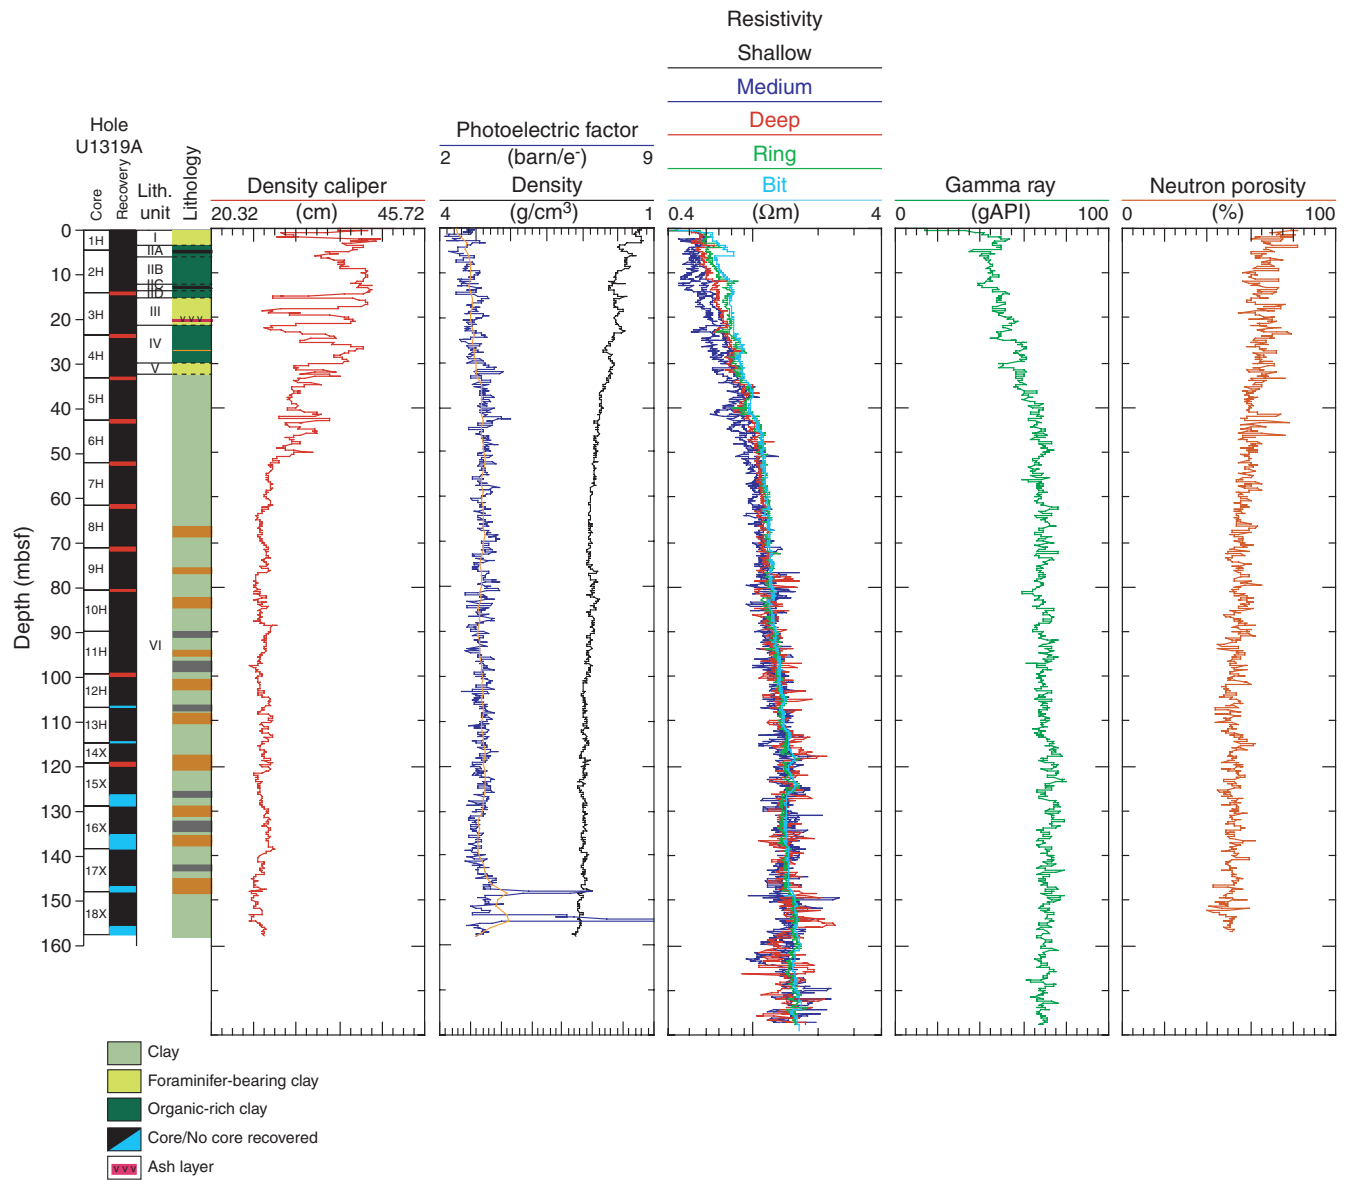 Resistivity
Shallow
Medium
Deep
Ring
Bit
0.4 (Ωm) 4
Photoelectric factor
2 (barn/e-) 9
Density
4 (g/cm3) 1
Density caliper
20.32 (cm) 45.72
Gamma ray
0 (gAPI) 100
Neutron porosity
0 (%) 100
Hole
U1319A
Core
Recovery
Lith.
unit
Lithology
Depth (mbsf)
0
10
20
30
40
50
60
70
80
90
100
110
120
130
140
150
160
1H
2H
3H
4H
5H
6H
7H
8H
9H
10H
11H
12H
13H
14X
15X
16X
17X
18X
I
IIA
IIB
IIC
IID
III
IV
V
VI
v v v
Clay
Foraminifer-bearing clay
Organic-rich clay
Core/No core recovered
v v v Ash layer